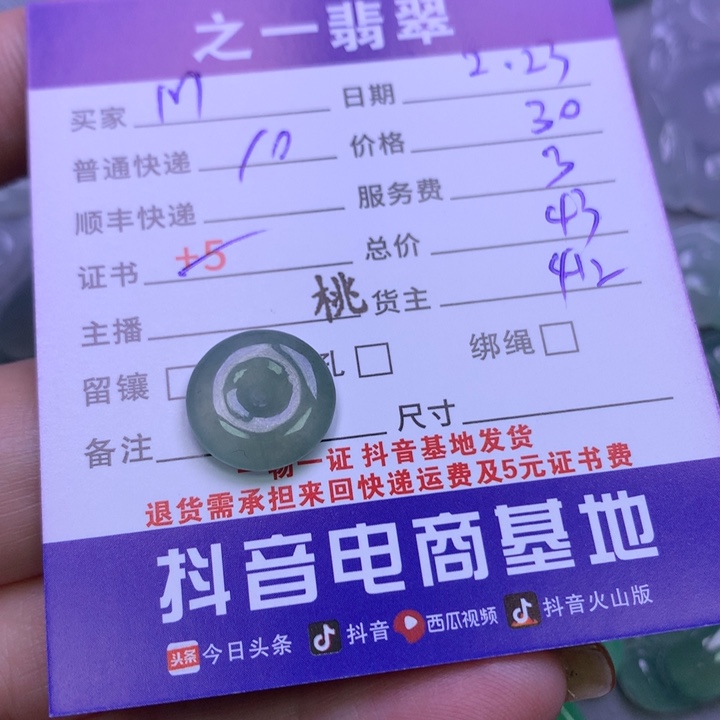 之一翡翠
买家 M 日期 2.23
普通快递 10 价格 30
顺丰快递 服务费 3
证书 +5 总价 43
主播 桃 货主 412
留镶 孔 绑绳
备注 尺寸
物一证 抖音基地发货
退货需承担来回快递运费及5元证书费
抖音电商基地
头条 今日头条 抖音 西瓜视频 抖音火山版